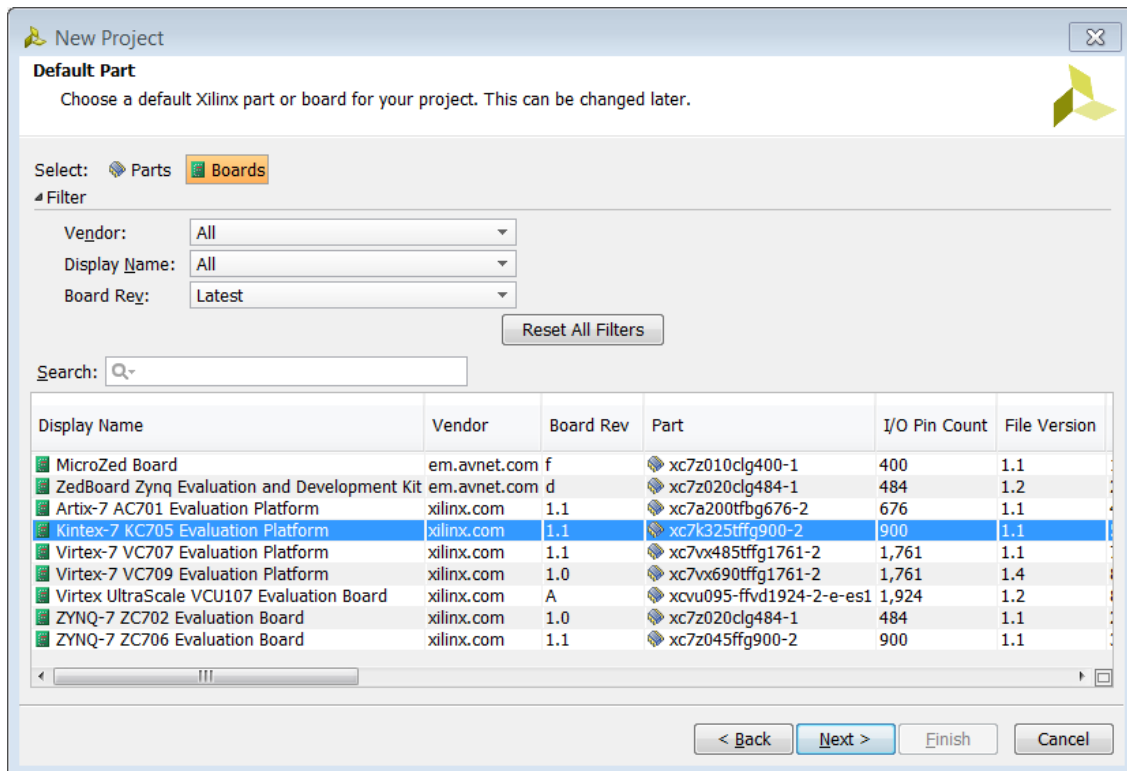 New Project
Default Part
Choose a default Xilinx part or board for your project. This can be changed later.
Select: Parts Boards
Filter
Vendor: All
Display Name: All
Board Rev: Latest
Reset All Filters
Search:
Display Name Vendor Board Rev Part I/O Pin Count File Version
MicroZed Board em.avnet.com f xc7z010clg400-1 400 1.1
ZedBoard Zynq Evaluation and Development Kit em.avnet.com d xc7z020clg484-1 484 1.2
Artix-7 AC701 Evaluation Platform xilinx.com 1.1 xc7a200tfbg676-2 676 1.1
Kintex-7 KC705 Evaluation Platform xilinx.com 1.1 xc7k325tffg900-2 900 1.1
Virtex-7 VC707 Evaluation Platform xilinx.com 1.1 xc7vx485tffg1761-2 1,761 1.1
Virtex-7 VC709 Evaluation Platform xilinx.com 1.0 xc7vx690tffg1761-2 1,761 1.4
Virtex UltraScale VCU107 Evaluation Board xilinx.com A xcvu095-ffvd1924-2-e-es1 1,924 1.2
ZYNQ-7 ZC702 Evaluation Board xilinx.com 1.0 xc7z020clg484-1 484 1.1
ZYNQ-7 ZC706 Evaluation Board xilinx.com 1.1 xc7z045ffg900-2 900 1.1
< Back Next > Finish Cancel